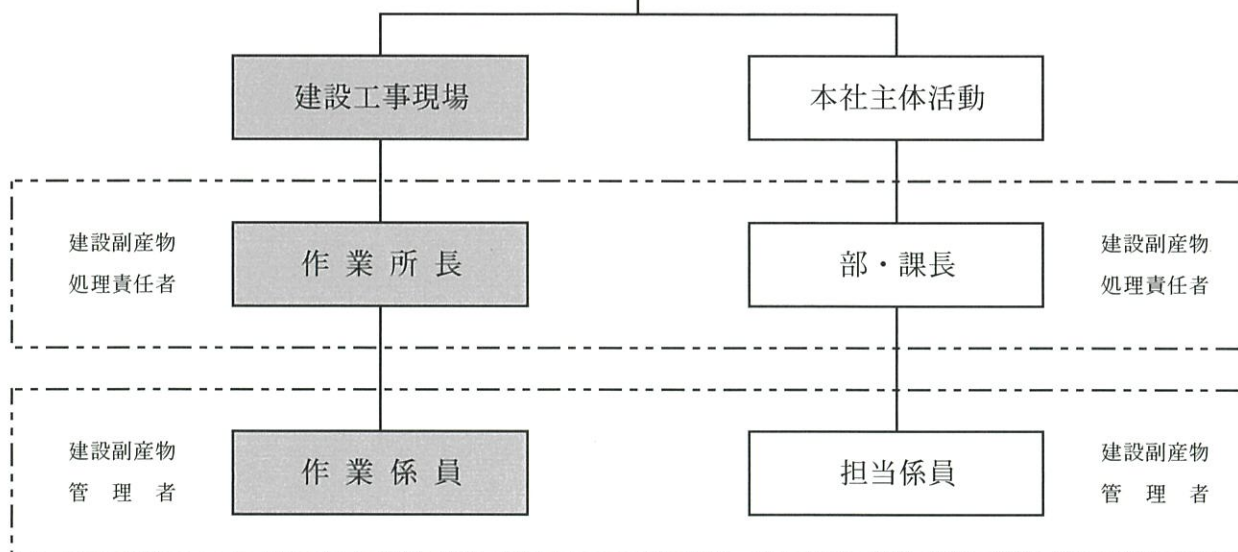 建設工事現場
本社主体活動
建設副産物
処理責任者
作業所長
部・課長
建設副産物
処理責任者
建設副産物
管理者
作業係員
担当係員
建設副産物
管理者